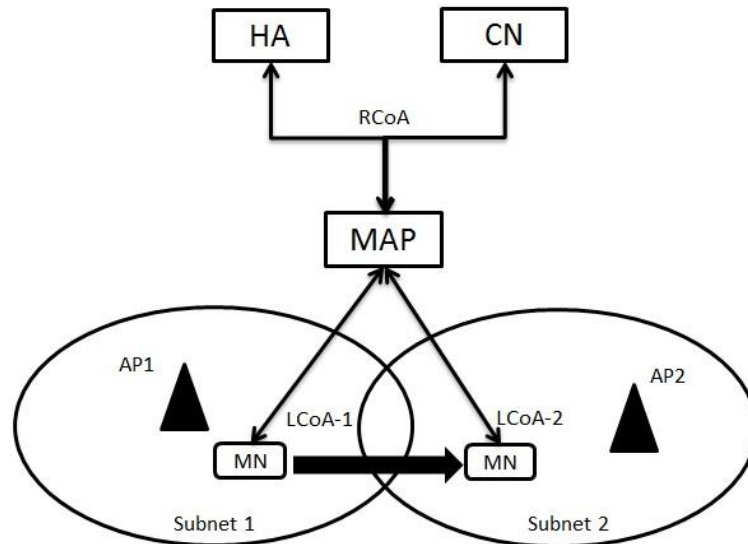 HA
CN
RCoA
MAP
AP1
AP2
LCoA-1
LCoA-2
MN
MN
Subnet 1
Subnet 2